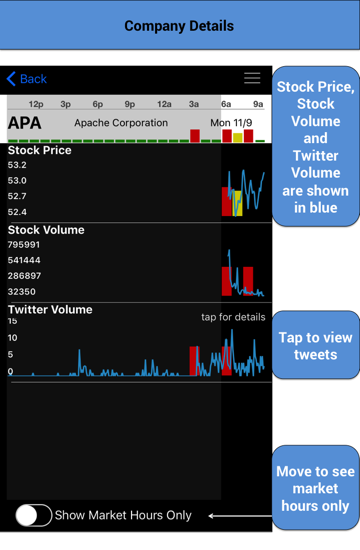 Company Details
Back
12p 3p 6p 9p 12a 3a 6a 9a
APA Apache Corporation Mon 11/9
Stock Price
53.2
53.0
52.7
52.4
Stock Volume
795991
541444
286897
32350
Twitter Volume
tap for details
15
10
5
0
Show Market Hours Only
Stock Price,
Stock
Volume
and
Twitter
Volume
are shown
in blue
Tap to view
tweets
Move to see
market
hours only